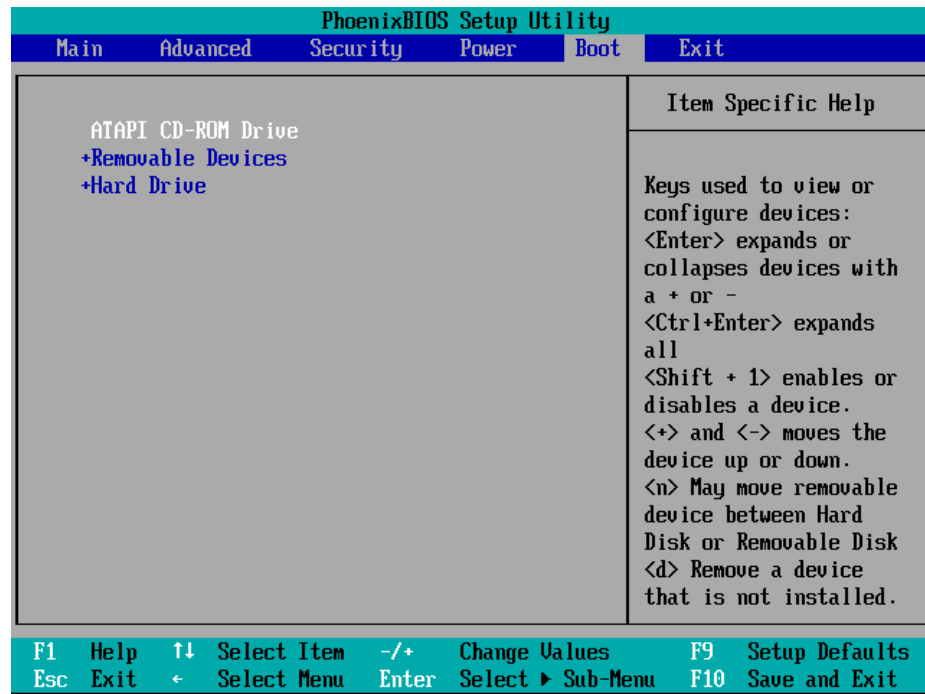 PhoenixBIOS Setup Utility
Main Advanced Security Power Boot Exit
ATAPI CD-ROM Drive
+Removable Devices
+Hard Drive
Item Specific Help
Keys used to view or
configure devices:
<Enter> expands or
collapses devices with
a + or -
<Ctrl+Enter> expands
all
<Shift + 1> enables or
disables a device.
<+> and <-> moves the
device up or down.
<n> May move removable
device between Hard
Disk or Removable Disk
<d> Remove a device
that is not installed.
F1 Help ↑↓ Select Item -/+ Change Values F9 Setup Defaults
Esc Exit ← Select Menu Enter Select ▶ Sub-Menu F10 Save and Exit